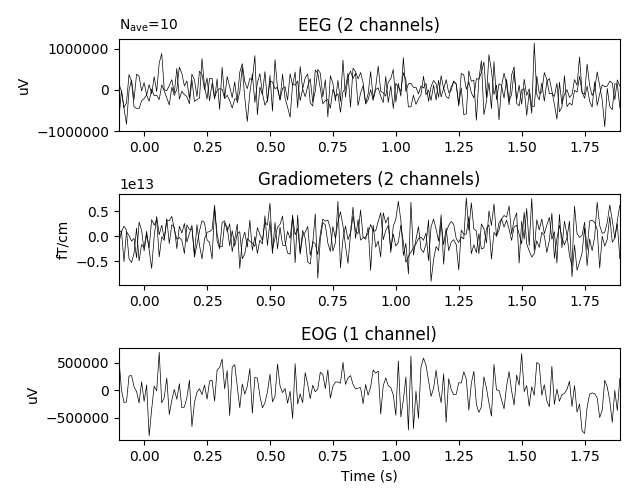 N_ave=10
EEG (2 channels)
1000000
0
−1000000
uV
0.00 0.25 0.50 0.75 1.00 1.25 1.50 1.75
1e13
Gradiometers (2 channels)
0.5
0.0
−0.5
fT/cm
0.00 0.25 0.50 0.75 1.00 1.25 1.50 1.75
EOG (1 channel)
500000
0
−500000
uV
0.00 0.25 0.50 0.75 1.00 1.25 1.50 1.75
Time (s)